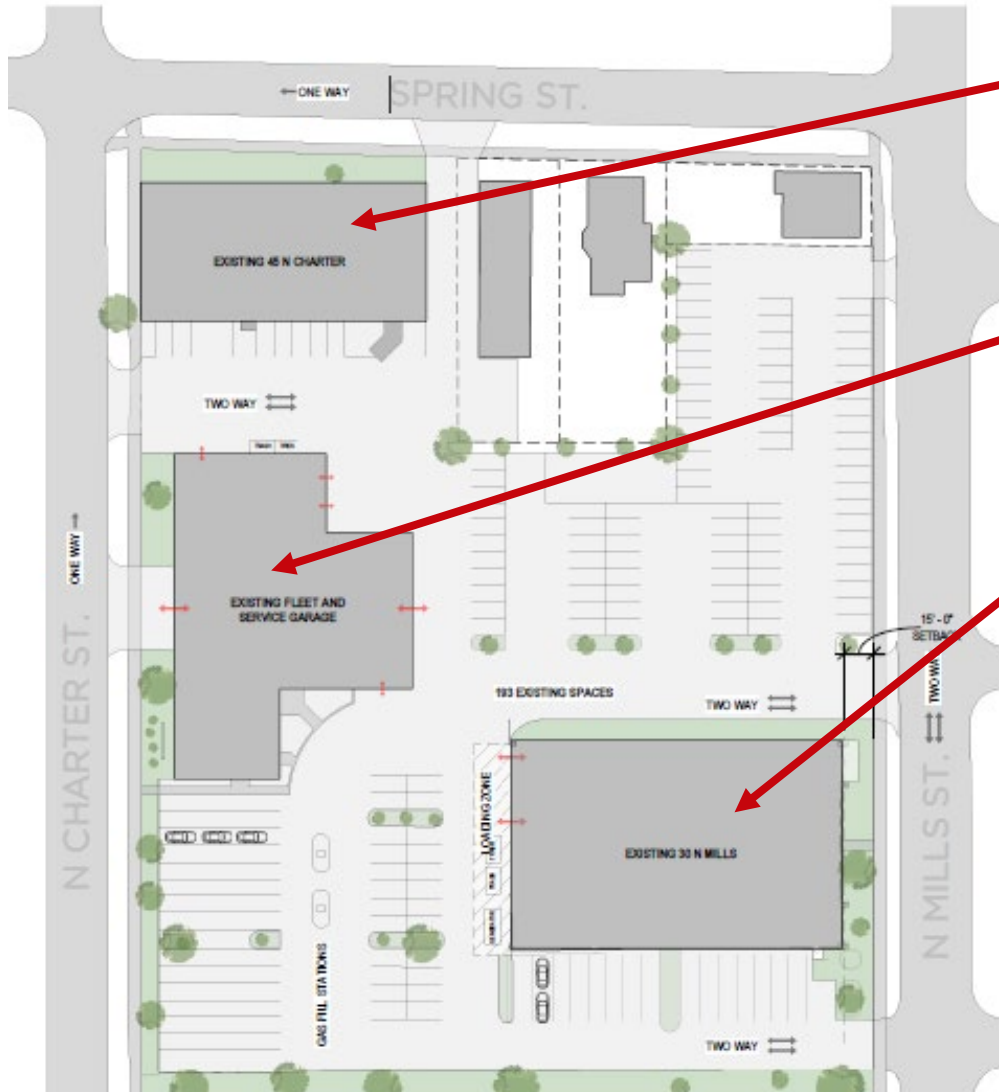 ONE WAY
SPRING ST.
EXISTING 45 N CHARTER
TWO WAY
ONE WAY
N CHARTER ST.
EXISTING FLEET AND
SERVICE GARAGE
15' - 0"
SETBACK
TWO WAY
193 EXISTING SPACES
TWO WAY
LOADING ZONE
EXISTING 30 N MILLS
N MILLS ST.
GAS FILL STATIONS
TWO WAY